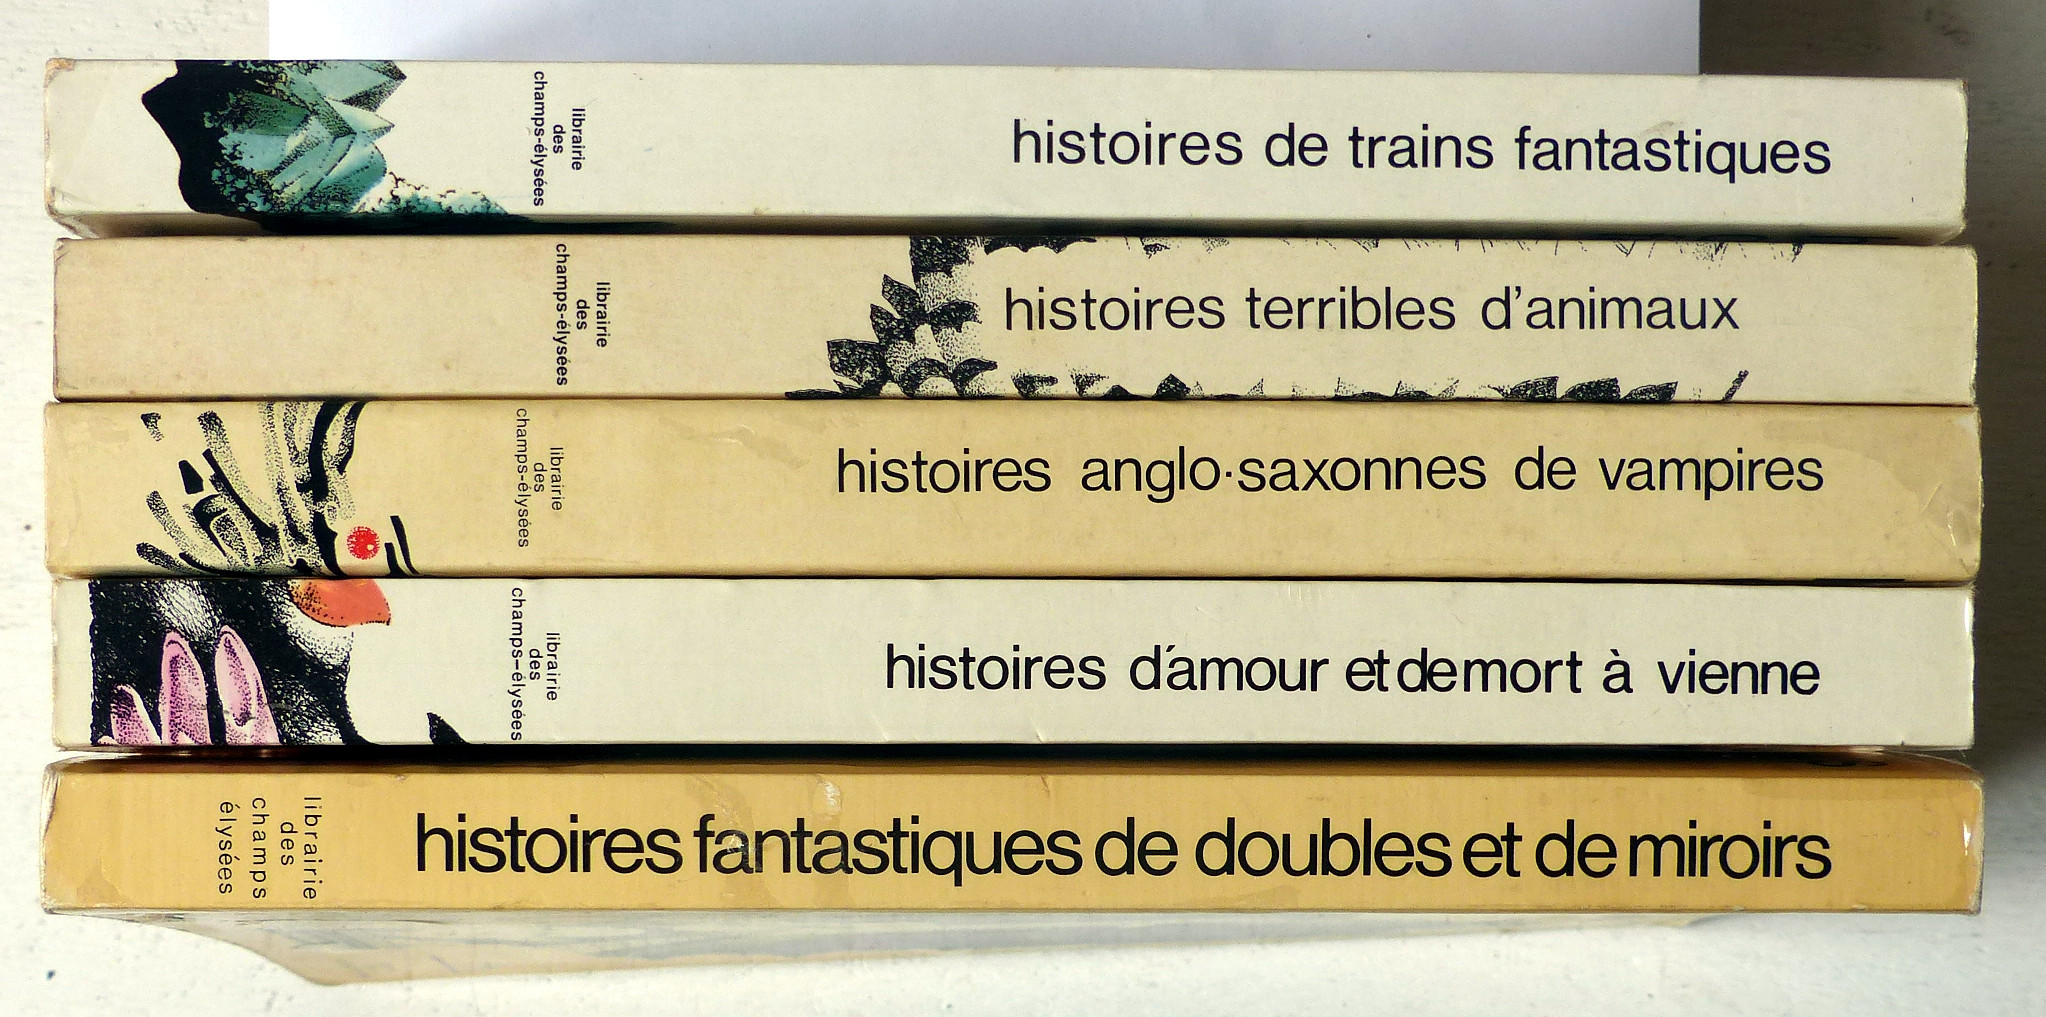 librairie
des
champs-élysées
histoires de trains fantastiques
librairie
des
champs-élysées
histoires terribles d'animaux
librairie
des
champs-élysées
histoires anglo·saxonnes de vampires
librairie
des
champs-élysées
histoires d'amour et de mort à vienne
librairie
des
champs
élysées
histoires fantastiques de doubles et de miroirs